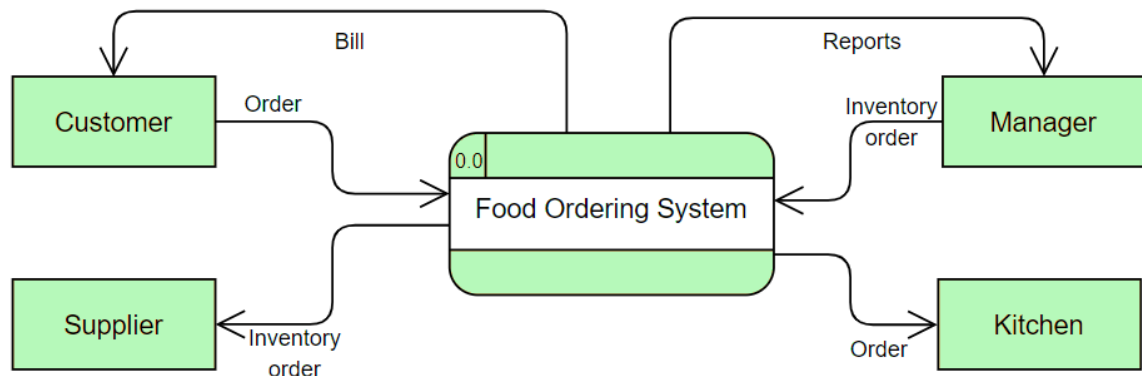 Bill
Reports
Customer
Order
Inventory
order
Manager
0.0
Food Ordering System
Supplier
Inventory
order
Order
Kitchen